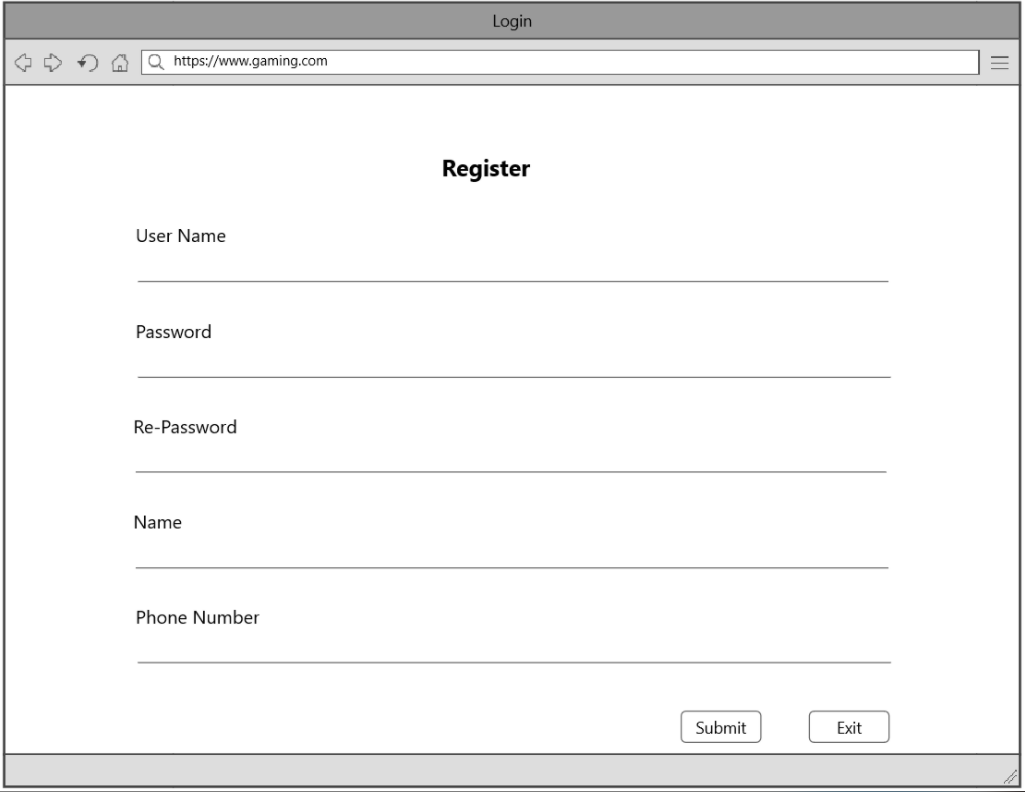 Login
https://www.gaming.com
Register
User Name
Password
Re-Password
Name
Phone Number
Submit Exit